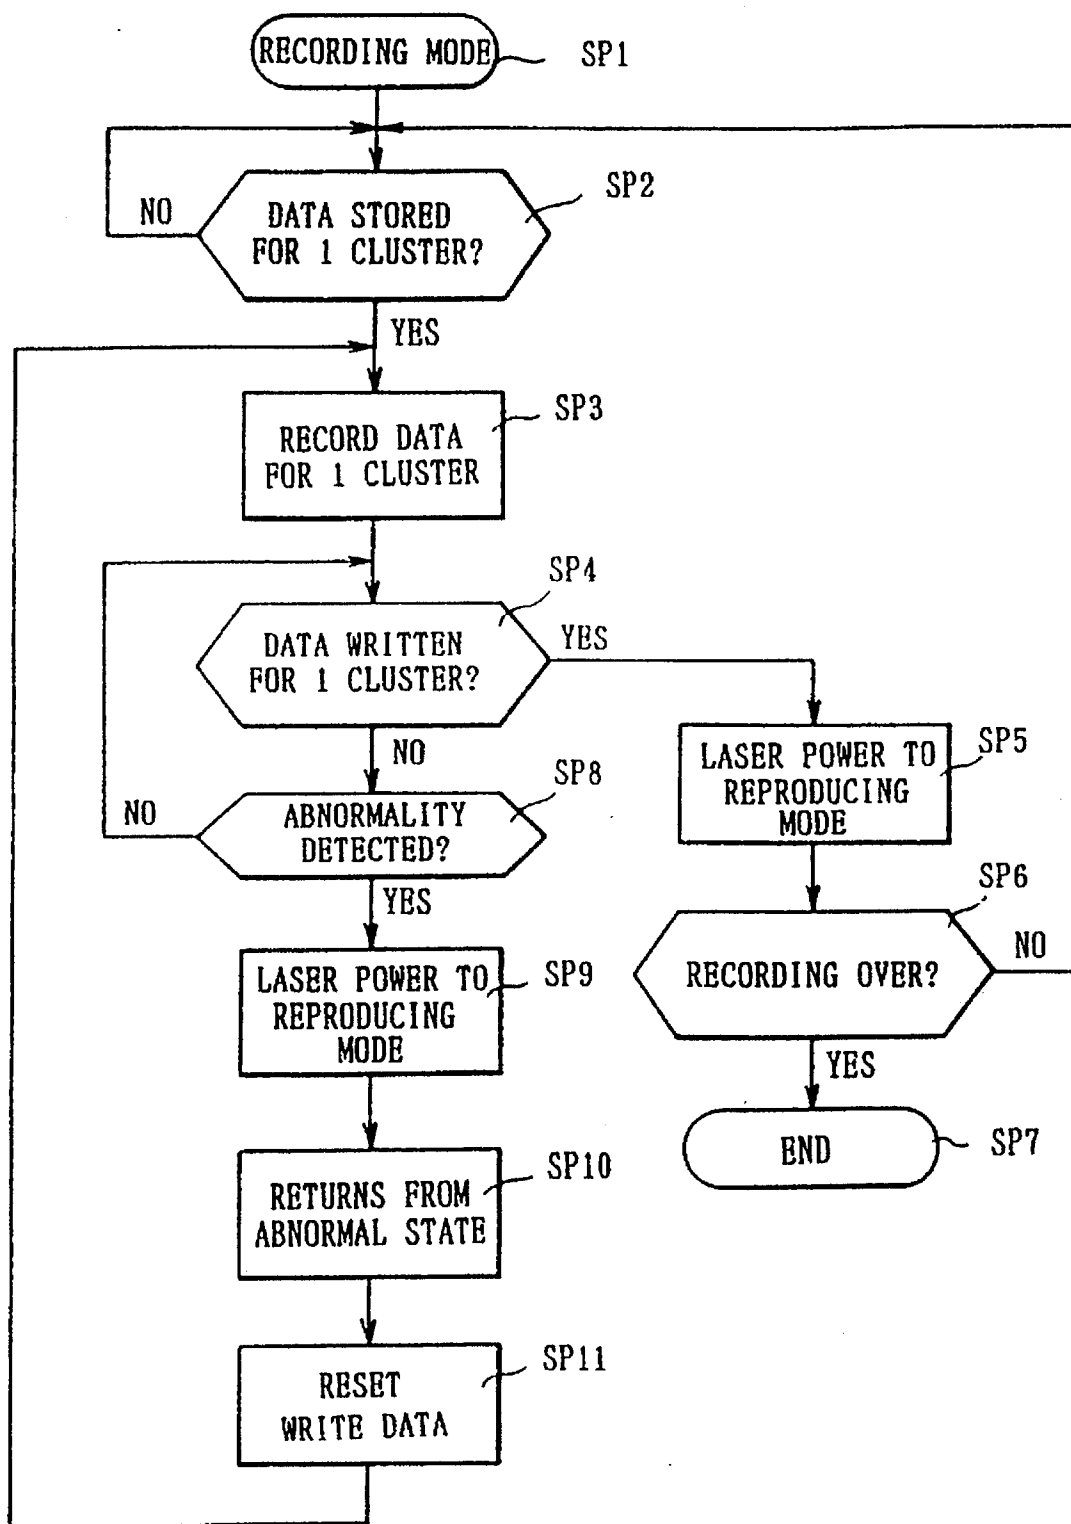 RECORDING MODE
SP1
SP2
NO
DATA STORED
FOR 1 CLUSTER?
YES
SP3
RECORD DATA
FOR 1 CLUSTER
SP4
DATA WRITTEN
FOR 1 CLUSTER?
YES
NO
SP5
LASER POWER TO
REPRODUCING
MODE
SP8
NO
ABNORMALITY
DETECTED?
YES
SP6
RECORDING OVER?
NO
SP9
LASER POWER TO
REPRODUCING
MODE
YES
SP7
END
SP10
RETURNS FROM
ABNORMAL STATE
SP11
RESET
WRITE DATA